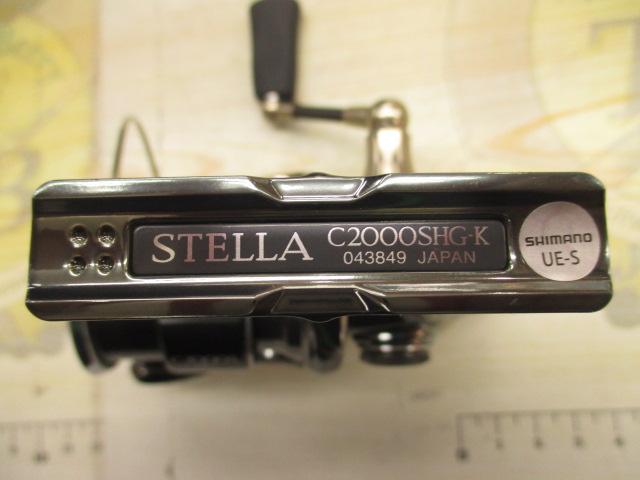 STELLA C2000SHG-K
043849 JAPAN
SHIMANO
UE-S